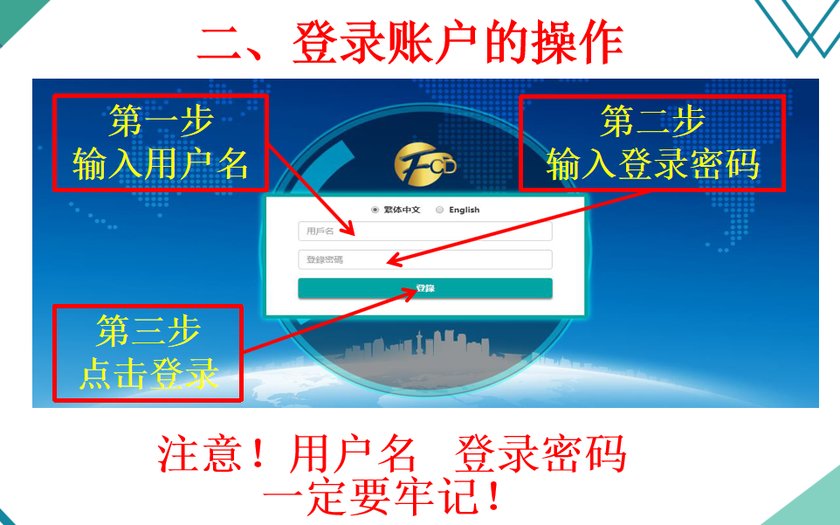 二、登录账户的操作
第一步
输入用户名
第二步
输入登录密码
FCD
繁体中文 English
用戶名
登錄密碼
登錄
第三步
点击登录
注意！用户名 登录密码
一定要牢记！